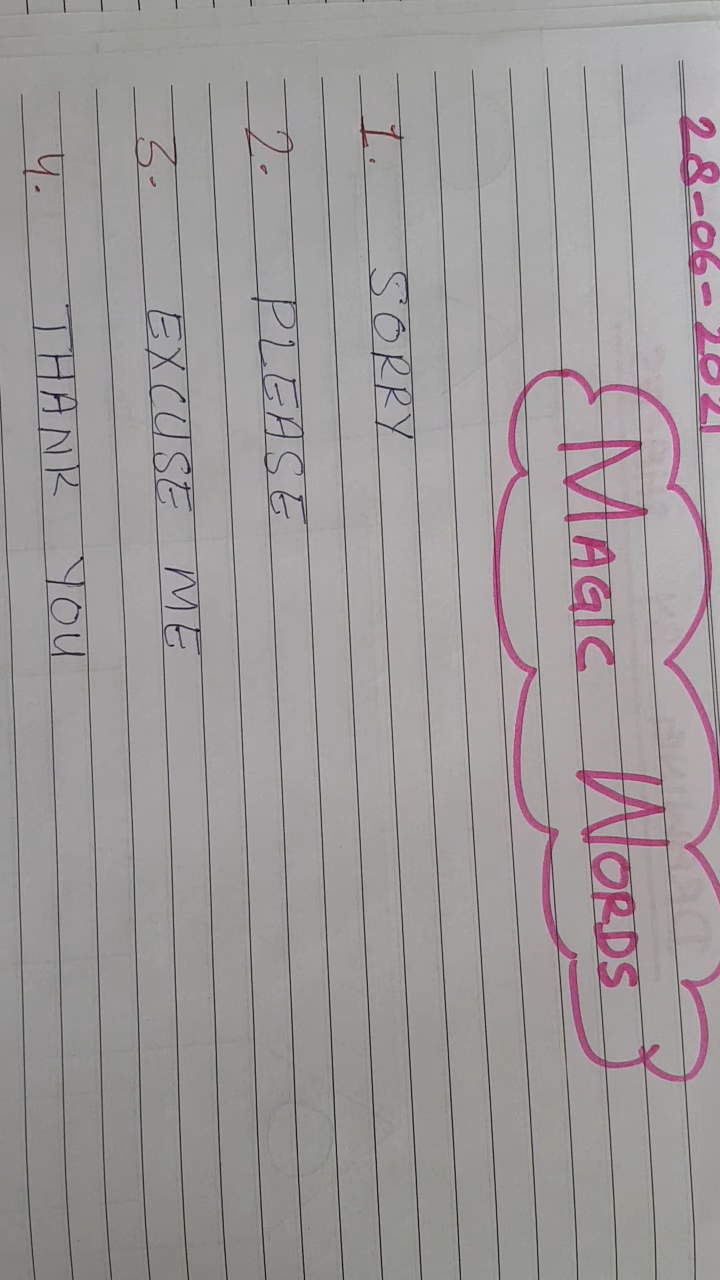 28-06-2021
MAGIC WORDS
1. SORRY
2. PLEASE
3. EXCUSE ME
4. THANK YOU